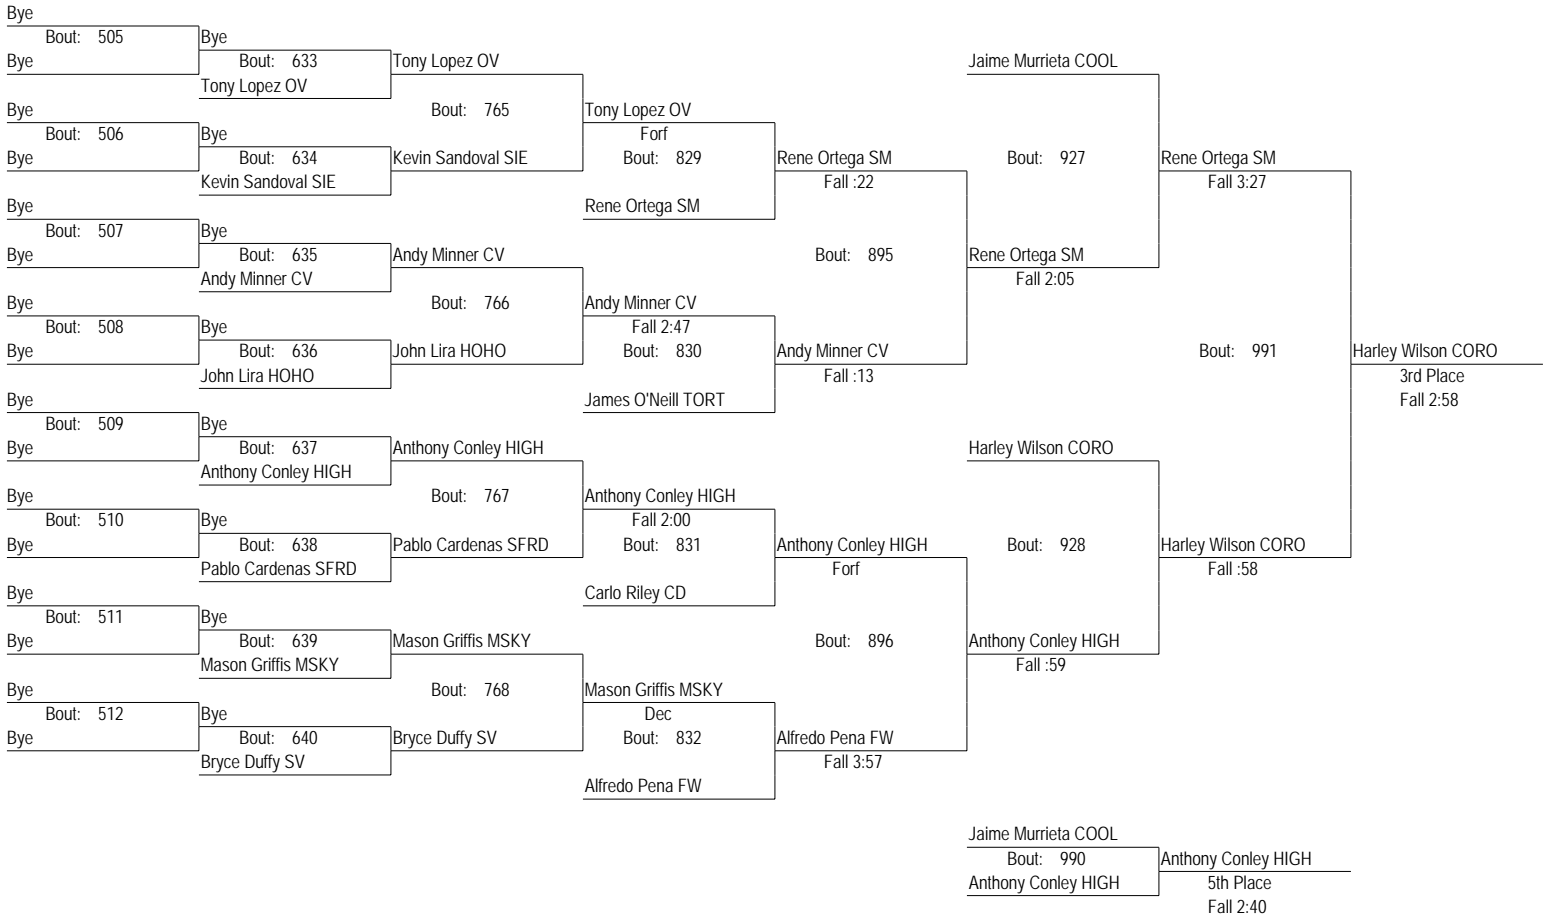 Bye
Bout: 505
Bye
Bye
Bout: 633
Tony Lopez OV
Tony Lopez OV
Bye
Bout: 506
Bye
Bye
Bout: 634
Kevin Sandoval SIE
Kevin Sandoval SIE
Bout: 765
Tony Lopez OV
Forf
Bout: 829
Rene Ortega SM
Rene Ortega SM
Fall :22
Bye
Bout: 507
Bye
Bye
Bout: 635
Andy Minner CV
Andy Minner CV
Bye
Bout: 508
Bye
Bye
Bout: 636
John Lira HOHO
John Lira HOHO
Bout: 766
Andy Minner CV
Fall 2:47
Bout: 830
James O'Neill TORT
Andy Minner CV
Fall :13
Bout: 895
Jaime Murrieta COOL
Bout: 927
Rene Ortega SM
Fall 2:05
Rene Ortega SM
Fall 3:27
Bye
Bout: 509
Bye
Bye
Bout: 637
Anthony Conley HIGH
Anthony Conley HIGH
Bye
Bout: 510
Bye
Bye
Bout: 638
Pablo Cardenas SFRD
Pablo Cardenas SFRD
Bout: 767
Anthony Conley HIGH
Fall 2:00
Bout: 831
Carlo Riley CD
Anthony Conley HIGH
Forf
Bye
Bout: 511
Bye
Bye
Bout: 639
Mason Griffis MSKY
Mason Griffis MSKY
Bye
Bout: 512
Bye
Bye
Bout: 640
Bryce Duffy SV
Bryce Duffy SV
Bout: 768
Mason Griffis MSKY
Dec
Bout: 832
Alfredo Pena FW
Alfredo Pena FW
Fall 3:57
Bout: 896
Harley Wilson CORO
Bout: 928
Anthony Conley HIGH
Fall :59
Harley Wilson CORO
Fall :58
Bout: 991
Harley Wilson CORO
3rd Place
Fall 2:58
Jaime Murrieta COOL
Bout: 990
Anthony Conley HIGH
Anthony Conley HIGH
5th Place
Fall 2:40